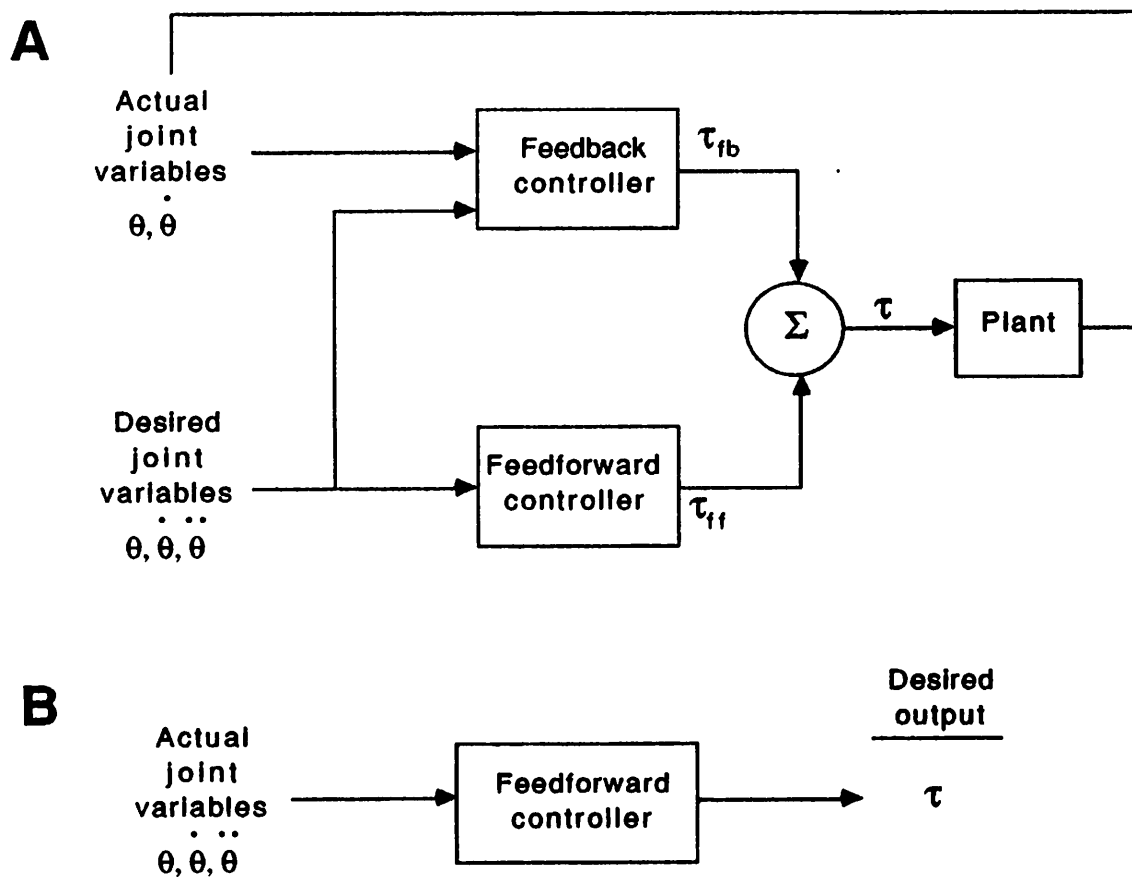 A
Actual
joint
variables
θ, θ̇
Feedback
controller
τfb
Σ
τ
Plant
Desired
joint
variables
θ, θ̇, θ̈
Feedforward
controller
τff
B
Actual
joint
variables
θ, θ̇, θ̈
Feedforward
controller
Desired
output
τ